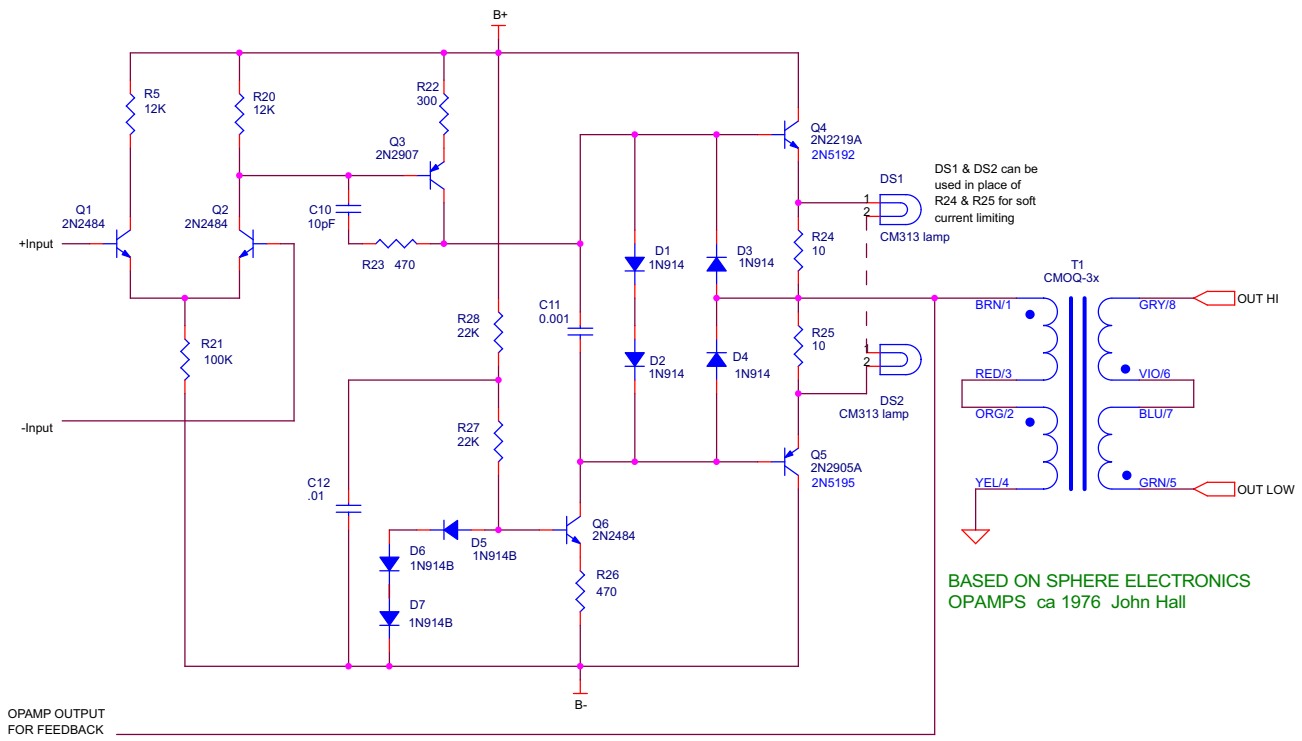 B+
R5
12K
R20
12K
R22
300
Q3
2N2907
Q4
2N2219A
2N5192
DS1
DS1 & DS2 can be
used in place of
R24 & R25 for soft
current limiting
1
2
CM313 lamp
Q1
2N2484
Q2
2N2484
C10
10pF
+Input
R23 470
D1
1N914
D3
1N914
R24
10
T1
CMOQ-3x
BRN/1
GRY/8
OUT HI
R21
100K
R28
22K
C11
0.001
D2
1N914
D4
1N914
R25
10
1
2
DS2
CM313 lamp
RED/3
VIO/6
ORG/2
BLU/7
-Input
R27
22K
Q5
2N2905A
2N5195
YEL/4
GRN/5
OUT LOW
C12
.01
D5
1N914B
Q6
2N2484
D6
1N914B
R26
470
D7
1N914B
BASED ON SPHERE ELECTRONICS
OPAMPS ca 1976 John Hall
B-
OPAMP OUTPUT
FOR FEEDBACK